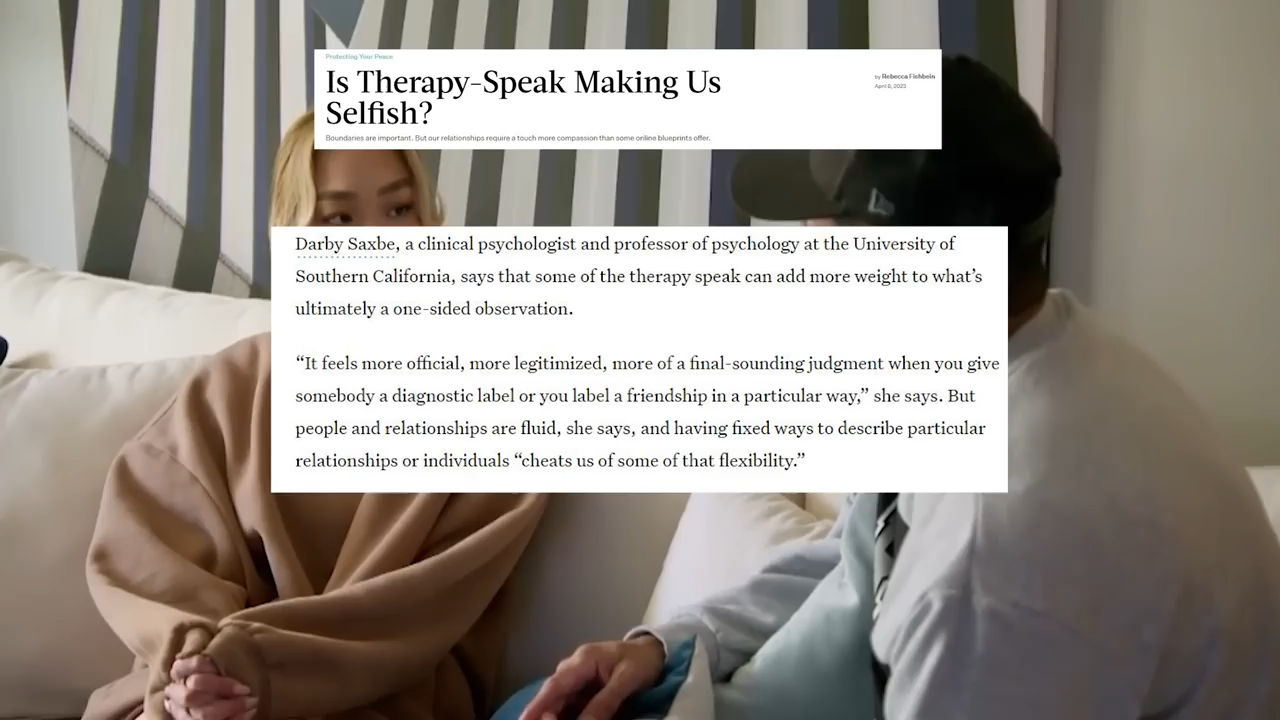 Protecting Your Peace
Is Therapy-Speak Making Us
Selfish?
by Rebecca Fishbein
April 8, 2023
Boundaries are important. But our relationships require a touch more compassion than some online blueprints offer.
Darby Saxbe, a clinical psychologist and professor of psychology at the University of
Southern California, says that some of the therapy speak can add more weight to what’s
ultimately a one-sided observation.
“It feels more official, more legitimized, more of a final-sounding judgment when you give
somebody a diagnostic label or you label a friendship in a particular way,” she says. But
people and relationships are fluid, she says, and having fixed ways to describe particular
relationships or individuals “cheats us of some of that flexibility.”